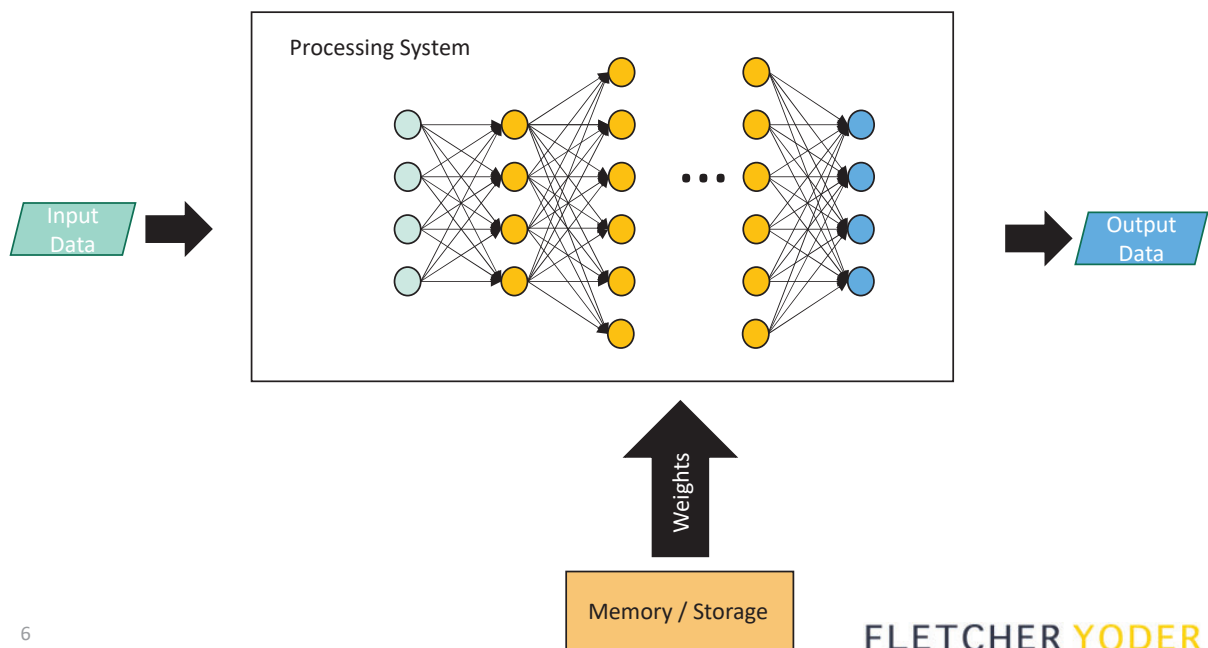 Processing System
Input
Data
Output
Data
Weights
Memory / Storage
6
FLETCHER YODER